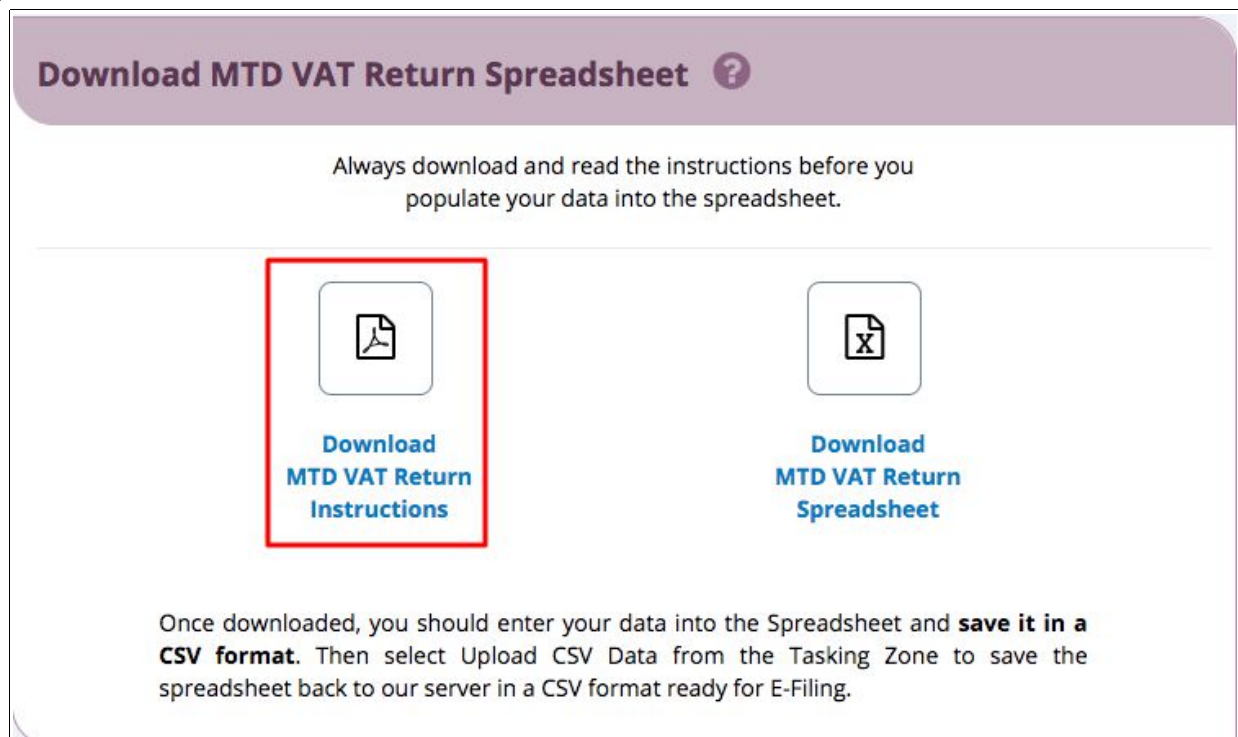 Download MTD VAT Return Spreadsheet ?
Always download and read the instructions before you
populate your data into the spreadsheet.
X
Download
MTD VAT Return
Instructions
Download
MTD VAT Return
Spreadsheet
Once downloaded, you should enter your data into the Spreadsheet and save it in a
CSV format. Then select Upload CSV Data from the Tasking Zone to save the
spreadsheet back to our server in a CSV format ready for E-Filing.